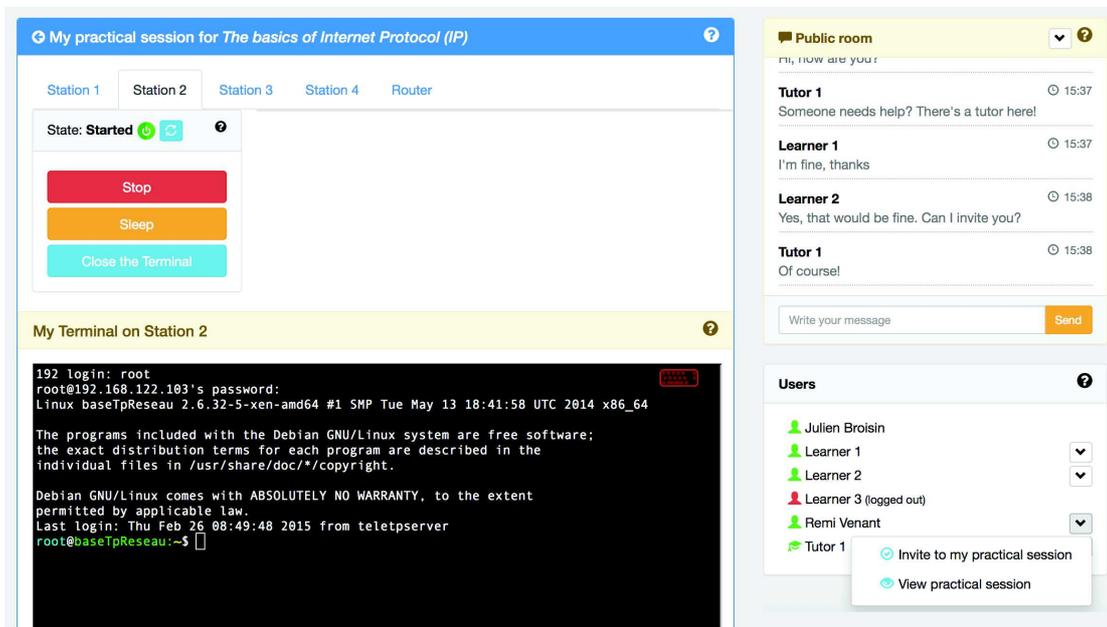 My practical session for The basics of Internet Protocol (IP)
Station 1
Station 2
Station 3
Station 4
Router
State: Started
Stop
Sleep
Close the Terminal
My Terminal on Station 2
192 login: root
root@192.168.122.103's password:
Linux baseTpReseau 2.6.32-5-xen-amd64 #1 SMP Tue May 13 18:41:58 UTC 2014 x86_64
The programs included with the Debian GNU/Linux system are free software;
the exact distribution terms for each program are described in the
individual files in /usr/share/doc/*/copyright.
Debian GNU/Linux comes with ABSOLUTELY NO WARRANTY, to the extent
permitted by applicable law.
Last login: Thu Feb 26 08:49:48 2015 from teletpserver
root@baseTpReseau:~$
Public room
Hi, how are you?
Tutor 1 15:37
Someone needs help? There's a tutor here!
Learner 1 15:37
I'm fine, thanks
Learner 2 15:38
Yes, that would be fine. Can I invite you?
Tutor 1 15:38
Of course!
Write your message
Send
Users
Julien Broisin
Learner 1
Learner 2
Learner 3 (logged out)
Remi Venant
Tutor 1
Invite to my practical session
View practical session